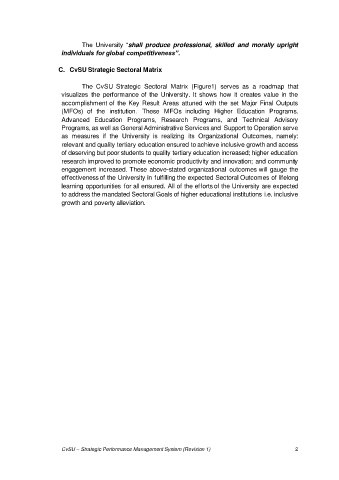 The University "shall produce professional, skilled and morally upright
individuals for global competitiveness".
C. CvSU Strategic Sectoral Matrix
The CvSU Strategic Sectoral Matrix (Figure1) serves as a roadmap that
visualizes the performance of the University. It shows how it creates value in the
accomplishment of the Key Result Areas attuned with the set Major Final Outputs
(MFOs) of the institution. These MFOs including Higher Education Programs,
Advanced Education Programs, Research Programs, and Technical Advisory
Programs, as well as General Administrative Services and Support to Operation serve
as measures if the University is realizing its Organizational Outcomes, namely:
relevant and quality tertiary education ensured to achieve inclusive growth and access
of deserving but poor students to quality tertiary education increased; higher education
research improved to promote economic productivity and innovation; and community
engagement increased. These above-stated organizational outcomes will gauge the
effectiveness of the University in fulfilling the expected Sectoral Outcomes of lifelong
learning opportunities for all ensured. All of the efforts of the University are expected
to address the mandated Sectoral Goals of higher educational institutions i.e. inclusive
growth and poverty alleviation.
CvSU – Strategic Performance Management System (Revision 1) 2